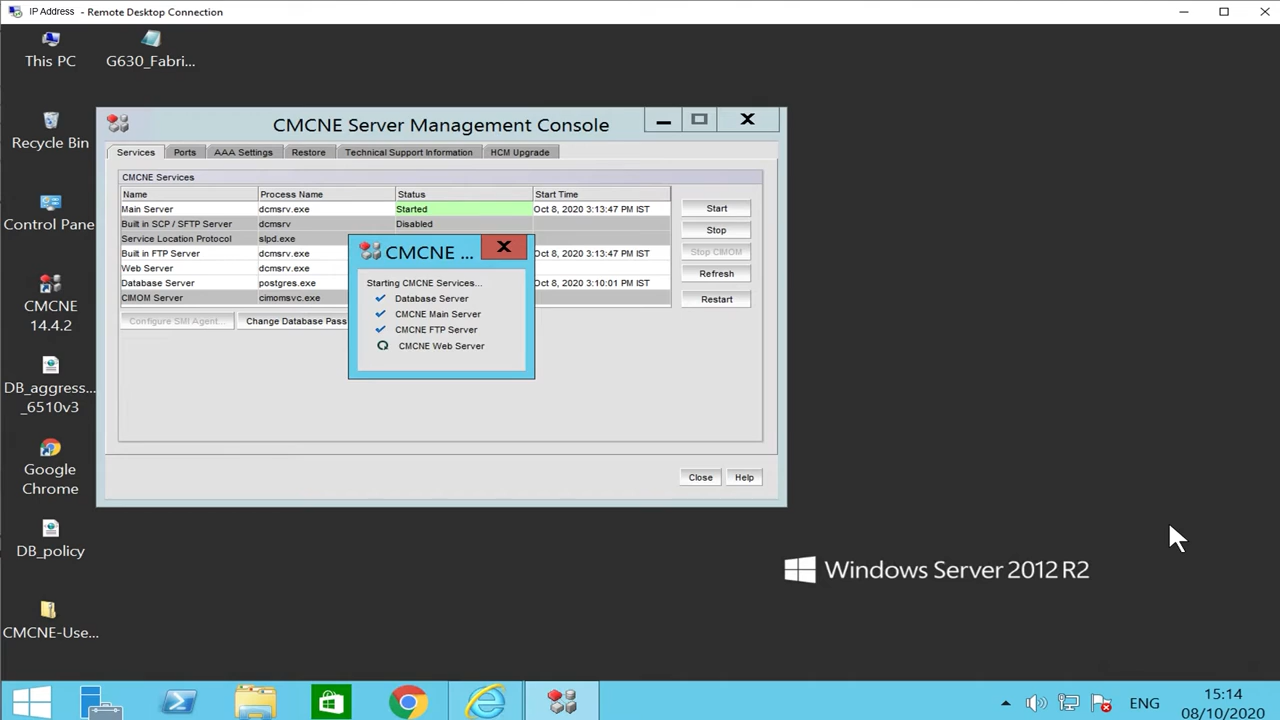 IP Address - Remote Desktop Connection
This PC
G630_Fabri...
Recycle Bin
Control Pane
CMCNE
14.4.2
DB_aggress...
_6510v3
Google
Chrome
DB_policy
CMCNE-Use...
CMCNE Server Management Console
Services Ports AAA Settings Restore Technical Support Information HCM Upgrade
CMCNE Services
Name Process Name Status Start Time
Main Server dcmsrv.exe Started Oct 8, 2020 3:13:47 PM IST
Built in SCP / SFTP Server dcmsrv Disabled
Service Location Protocol slpd.exe
Built in FTP Server dcmsrv.exe Oct 8, 2020 3:13:47 PM IST
Web Server dcmsrv.exe
Database Server postgres.exe Oct 8, 2020 3:10:01 PM IST
CIMOM Server cimomsvc.exe
Configure SMI Agent... Change Database Pass
Start
Stop
Stop CIMOM
Refresh
Restart
CMCNE ...
Starting CMCNE Services...
Database Server
CMCNE Main Server
CMCNE FTP Server
CMCNE Web Server
Close Help
Windows Server 2012 R2
ENG
15:14
08/10/2020